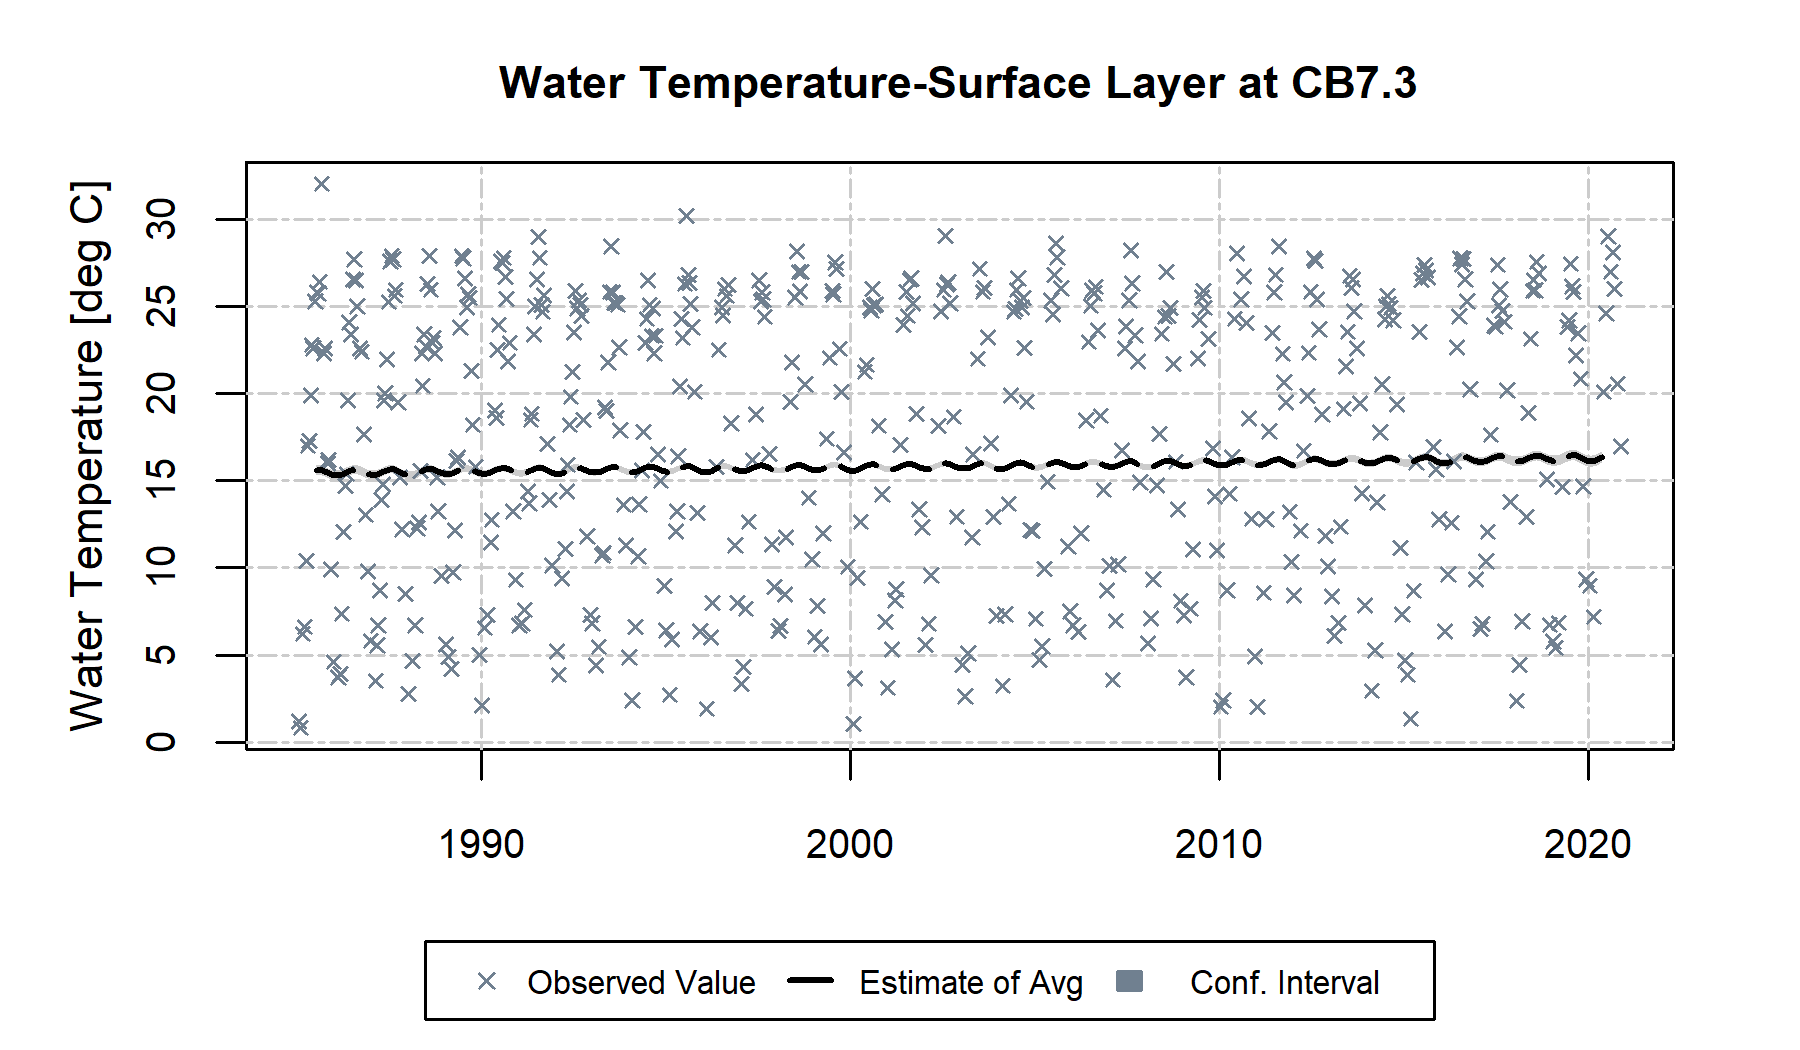 Water Temperature-Surface Layer at CB7.3
Water Temperature [deg C]
30
25
20
15
10
5
0
1990
2000
2010
2020
Observed Value
Estimate of Avg
Conf. Interval